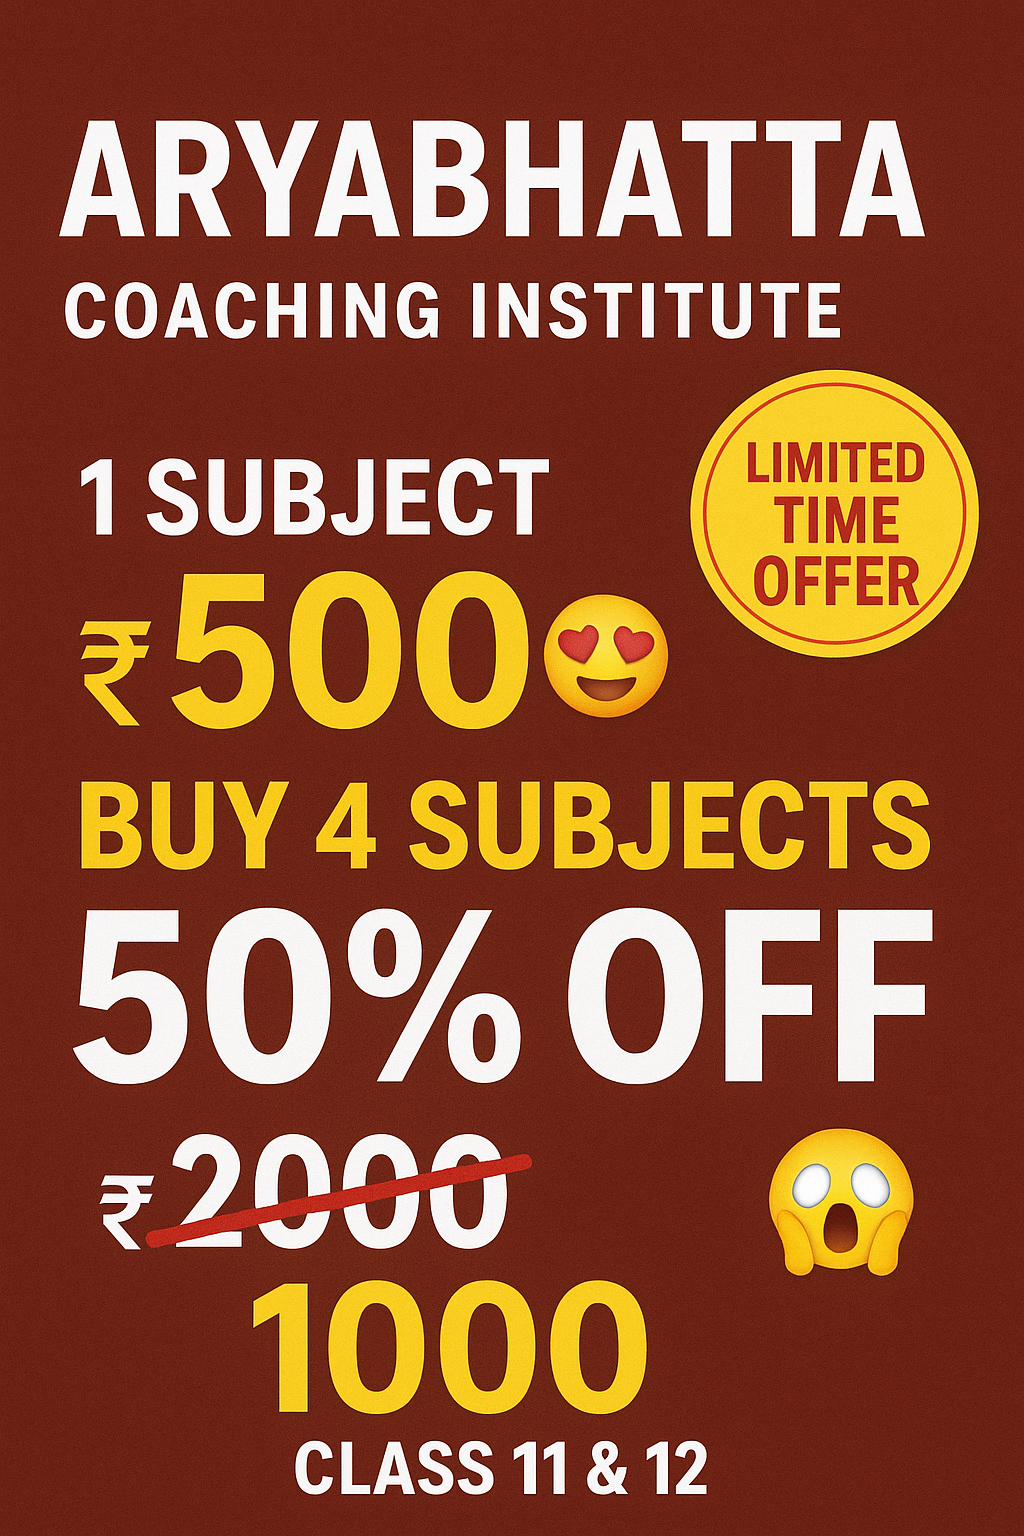 ARYABHATTA
COACHING INSTITUTE
1 SUBJECT
₹500
LIMITED
TIME
OFFER
BUY 4 SUBJECTS
50% OFF
₹2000
1000
CLASS 11 & 12